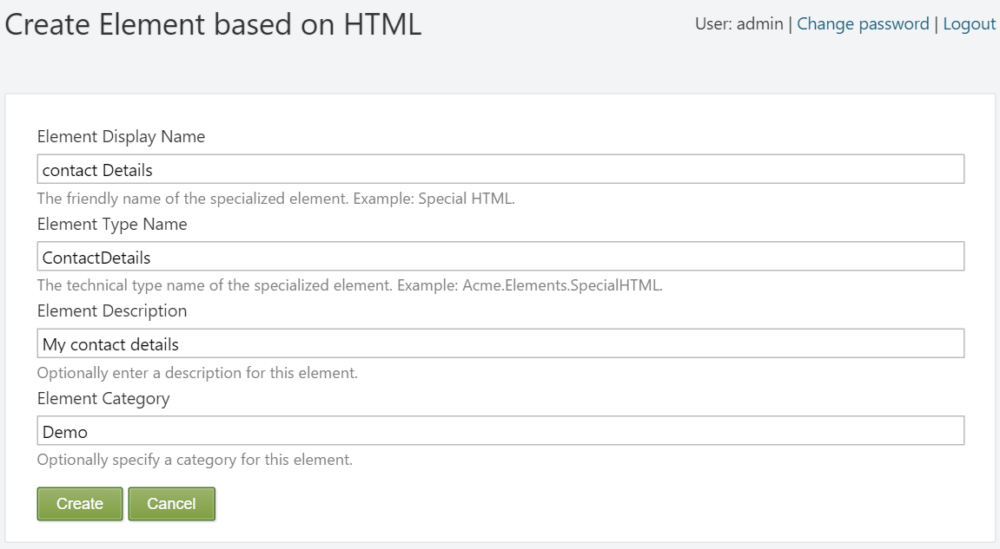 Create Element based on HTML
User: admin | Change password | Logout
Element Display Name
contact Details
The friendly name of the specialized element. Example: Special HTML.
Element Type Name
ContactDetails
The technical type name of the specialized element. Example: Acme.Elements.SpecialHTML.
Element Description
My contact details
Optionally enter a description for this element.
Element Category
Demo
Optionally specify a category for this element.
Create Cancel